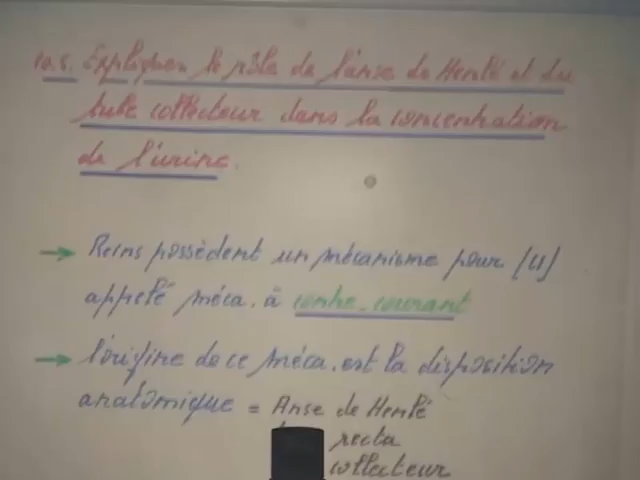 10.5. Expliquer le rôle de l'anse de Henlé et du
tube collecteur dans la concentration
de l'urine.
→ Reins possèdent un mécanisme pour [U]
appelé méca. à contre-courant
→ l'origine de ce méca. est la disposition
anatomique = Anse de Henlé
recta
collecteur